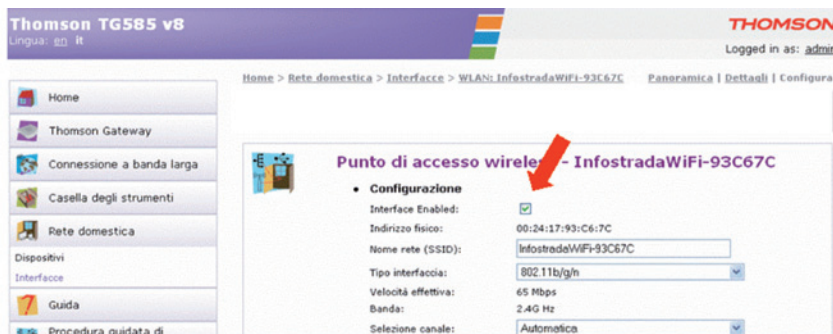 Thomson TG585 v8
Lingua: en it
THOMSON
Logged in as: admin
Home > Rete domestica > Interfacce > WLAN: InfostradaWiFi-93C67C Panoramica | Dettagli | Configura
Home
Thomson Gateway
Connessione a banda larga
Casella degli strumenti
Rete domestica
Dispositivi
Interfacce
Guida
Procedura guidata di
Punto di accesso wireless - InfostradaWiFi-93C67C
• Configurazione
Interface Enabled:
Indirizzo fisico: 00:24:17:93:C6:7C
Nome rete (SSID): InfostradaWiFi-93C67C
Tipo interfaccia: 802.11b/g/n
Velocità effettiva: 65 Mbps
Banda: 2.4G Hz
Selezione canale: Automatica